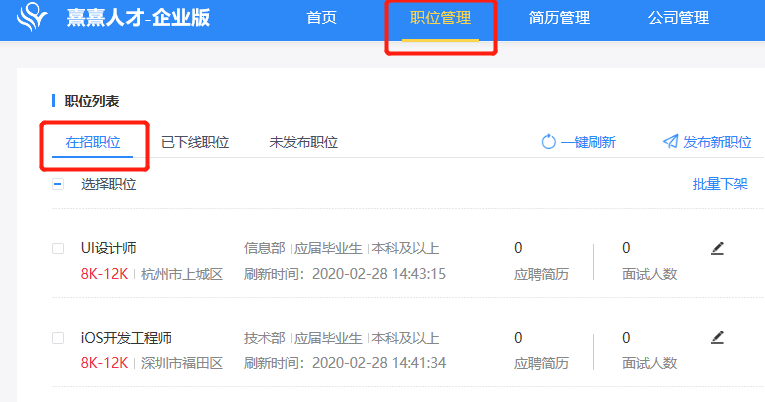 熹熹人才-企业版 首页 职位管理 简历管理 公司管理
职位列表
在招职位 已下线职位 未发布职位 一键刷新 发布新职位
选择职位 批量下架
UI设计师 信息部 应届毕业生 本科及以上 0 0
8K-12K 杭州市上城区 刷新时间：2020-02-28 14:43:15 应聘简历 面试人数
iOS开发工程师 技术部 应届毕业生 本科及以上 0 0
8K-12K 深圳市福田区 刷新时间：2020-02-28 14:41:34 应聘简历 面试人数